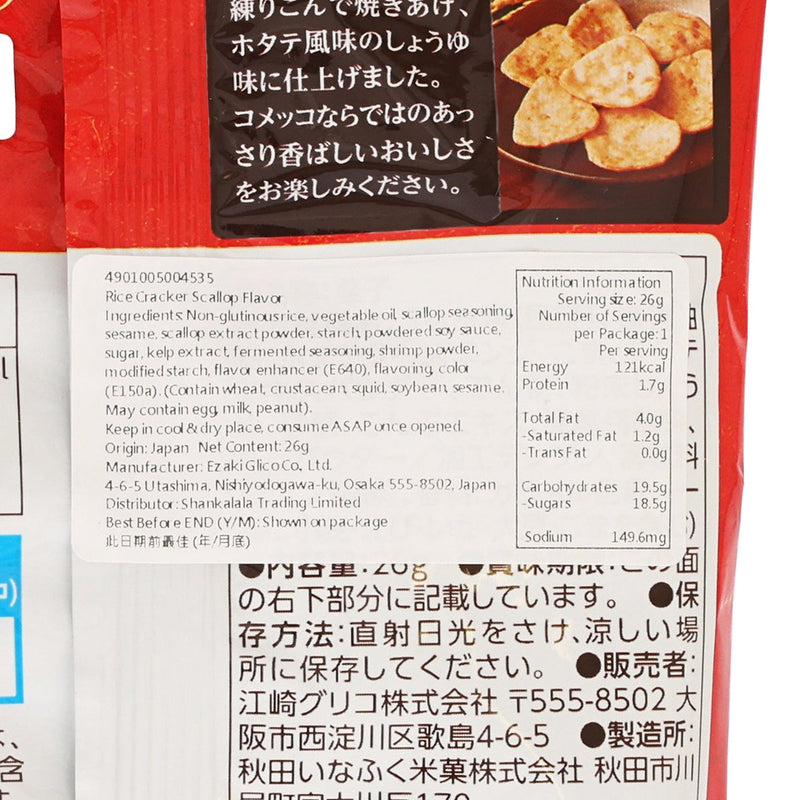 練りこんで焼きあげ、
ホタテ風味のしょうゆ
味に仕上げました。
コメッコならではのあっ
さり香ばしいおいしさ
をお楽しみください。
4901005004535
Rice Cracker Scallop Flavor
Ingredients: Non-glutinous rice, vegetable oil, scallop seasoning,
sesame, scallop extract powder, starch, powdered soy sauce,
sugar, kelp extract, fermented seasoning, shrimp powder,
modified starch, flavor enhancer (E640), flavoring, color
(E150a). (Contain wheat, crustacean, squid, soybean, sesame.
May contain egg, milk, peanut).
Keep in cool & dry place, consume ASAP once opened.
Origin: Japan Net Content: 26g
Manufacturer: Ezaki Glico Co., Ltd.
4-6-5 Utashima, Nishiyodogawa-ku, Osaka 555-8502, Japan
Distributor: Shankalala Trading Limited
Best Before END (Y/M): Shown on package
此日期前最佳 (年/月底)
Nutrition Information
Serving size: 26g
Number of Servings
per Package: 1
Per serving
Energy 121kcal
Protein 1.7g
Total Fat 4.0g
-Saturated Fat 1.2g
-Trans Fat 0.0g
Carbohydrates 19.5g
-Sugars 18.5g
Sodium 149.6mg
●内容量:26g ●賞味期限:この面
の右下部分に記載しています。 ●保
存方法:直射日光をさけ、涼しい場
所に保存してください。 ●販売者:
江崎グリコ株式会社 〒555-8502 大
阪市西淀川区歌島4-6-5 ●製造所:
秋田いなふく米菓株式会社 秋田市川